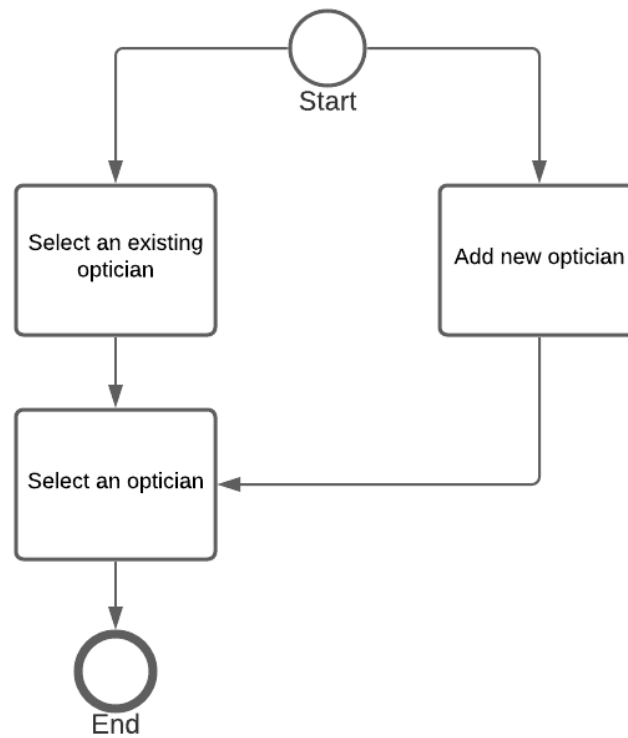 Start
Select an existing
optician
Add new optician
Select an optician
End